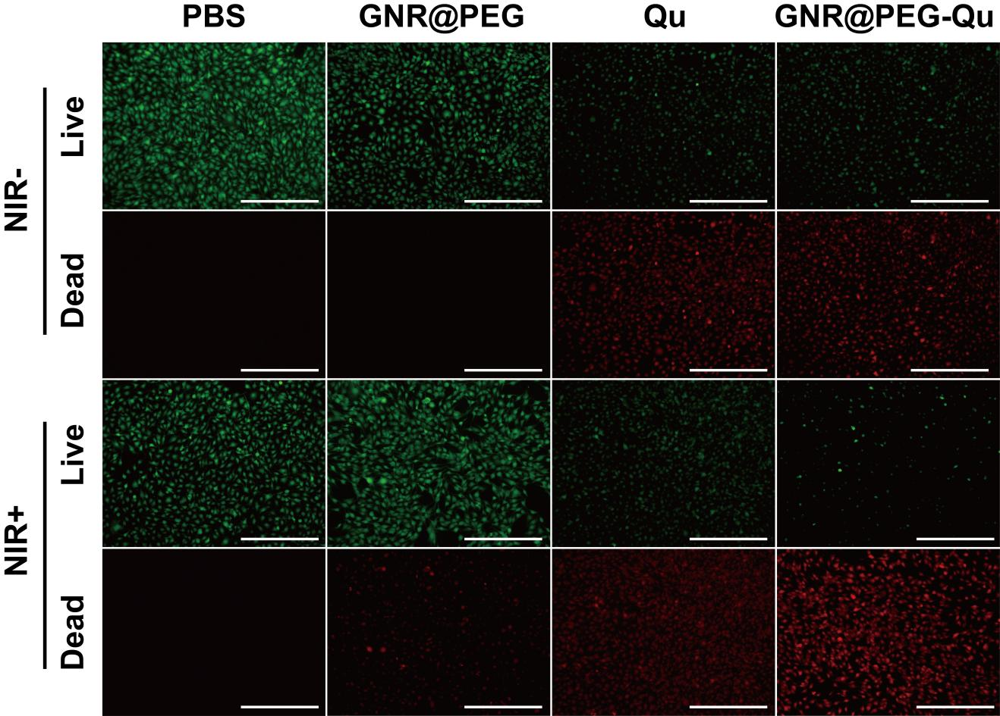 PBS GNR@PEG Qu GNR@PEG-Qu
NIR-
Live
Dead
NIR+
Live
Dead